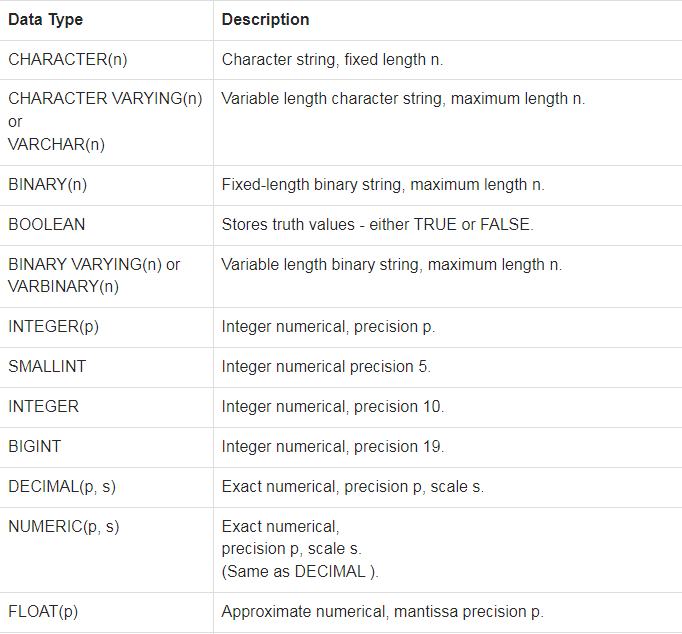 Data Type Description
CHARACTER(n) Character string, fixed length n.
CHARACTER VARYING(n) Variable length character string, maximum length n.
or
VARCHAR(n)
BINARY(n) Fixed-length binary string, maximum length n.
BOOLEAN Stores truth values - either TRUE or FALSE.
BINARY VARYING(n) or Variable length binary string, maximum length n.
VARBINARY(n)
INTEGER(p) Integer numerical, precision p.
SMALLINT Integer numerical precision 5.
INTEGER Integer numerical, precision 10.
BIGINT Integer numerical, precision 19.
DECIMAL(p, s) Exact numerical, precision p, scale s.
NUMERIC(p, s) Exact numerical,
precision p, scale s.
(Same as DECIMAL ).
FLOAT(p) Approximate numerical, mantissa precision p.